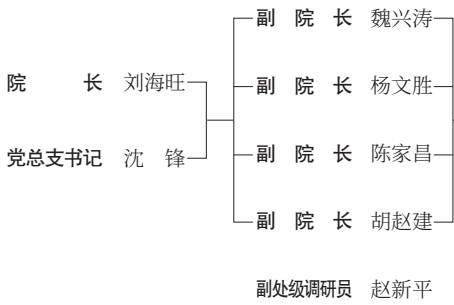 副 院 长 魏兴涛
院 长 刘海旺
副 院 长 杨文胜
党总支书记 沈 锋
副 院 长 陈家昌
副 院 长 胡赵建
副处级调研员 赵新平